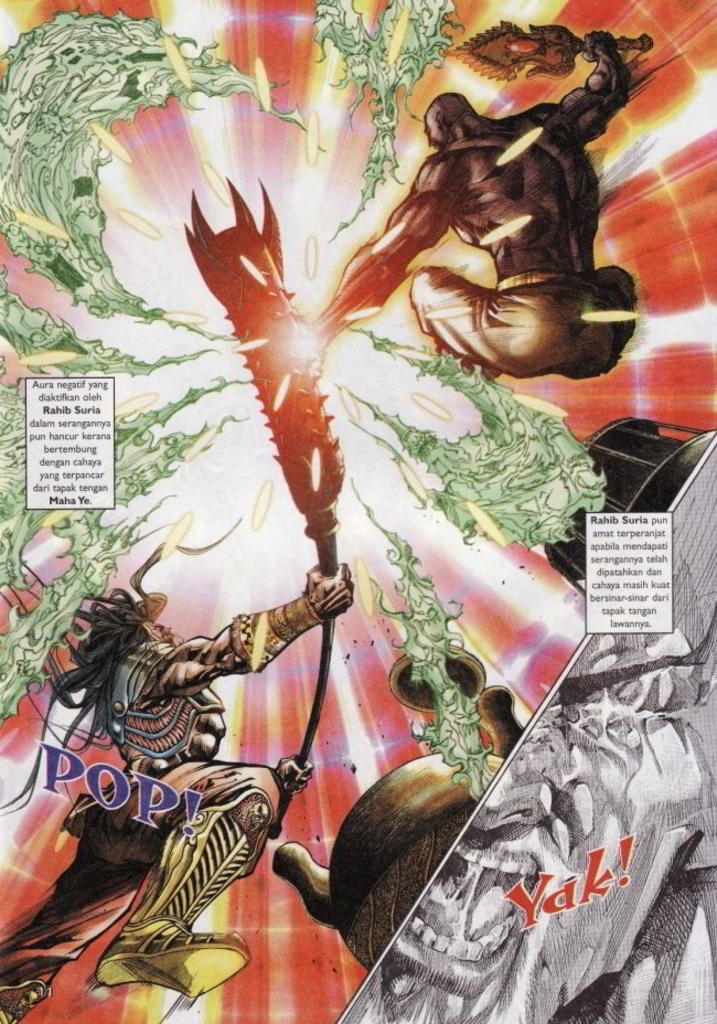 Aura negatif yang
diaktifkan oleh
Rahib Suria
dalam serangannya
pun hancur kerana
bertembung
dengan cahaya
yang terpancar
dari tapak tengan
Maha Ye.
Rahib Suria pun
amat terperanjat
apabila mendapati
serangannya telah
dipatahkan dan
cahaya masih kuat
bersinar-sinar dari
tapak tangan
lawannya.
POP!
Yak!